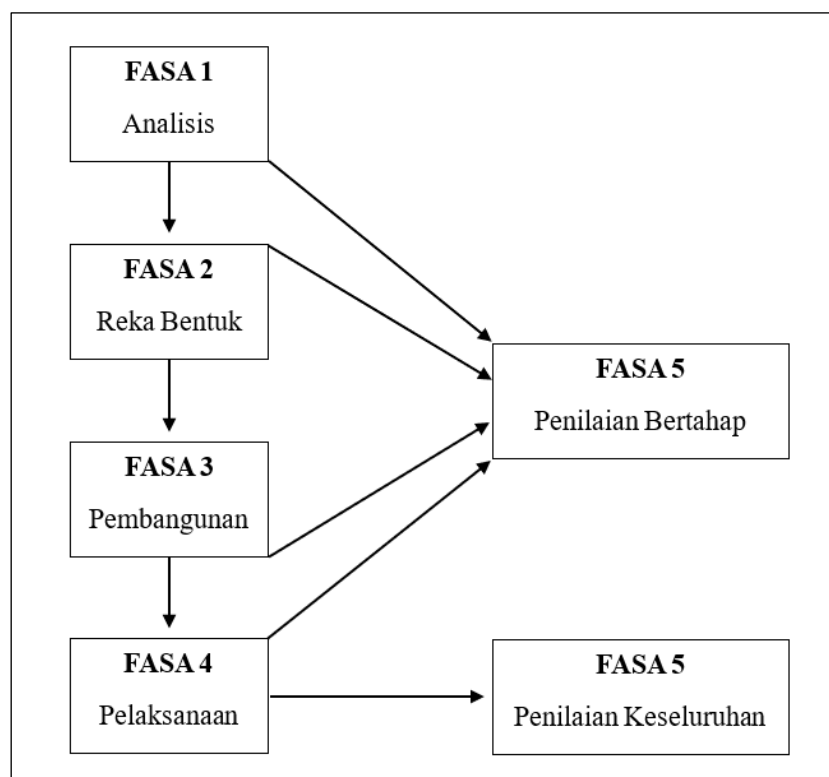 FASA 1
Analisis
FASA 2
Reka Bentuk
FASA 3
Pembangunan
FASA 4
Pelaksanaan
FASA 5
Penilaian Bertahap
FASA 5
Penilaian Keseluruhan